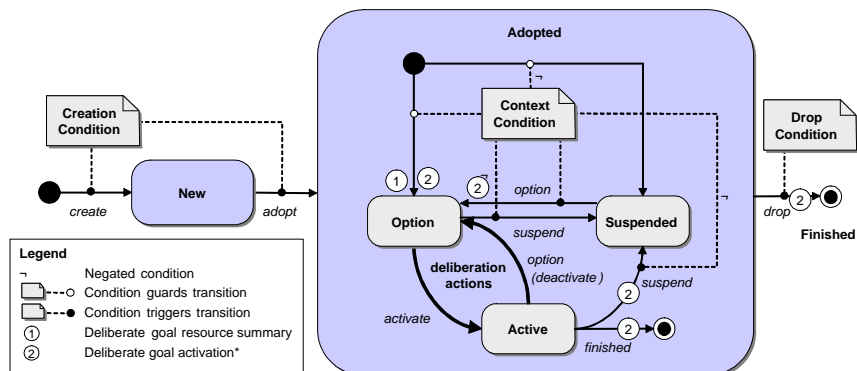 Adopted
Creation
Condition
Context
Condition
Drop
Condition
¬
¬
1
2
2
¬
New
create
adopt
option
Option
Suspended
suspend
drop
2
Finished
deliberation
actions
option
(deactivate )
activate
¬
2
suspend
Active
2
finished
Legend
¬ Negated condition
Condition guards transition
Condition triggers transition
1 Deliberate goal resource summary
2 Deliberate goal activation*